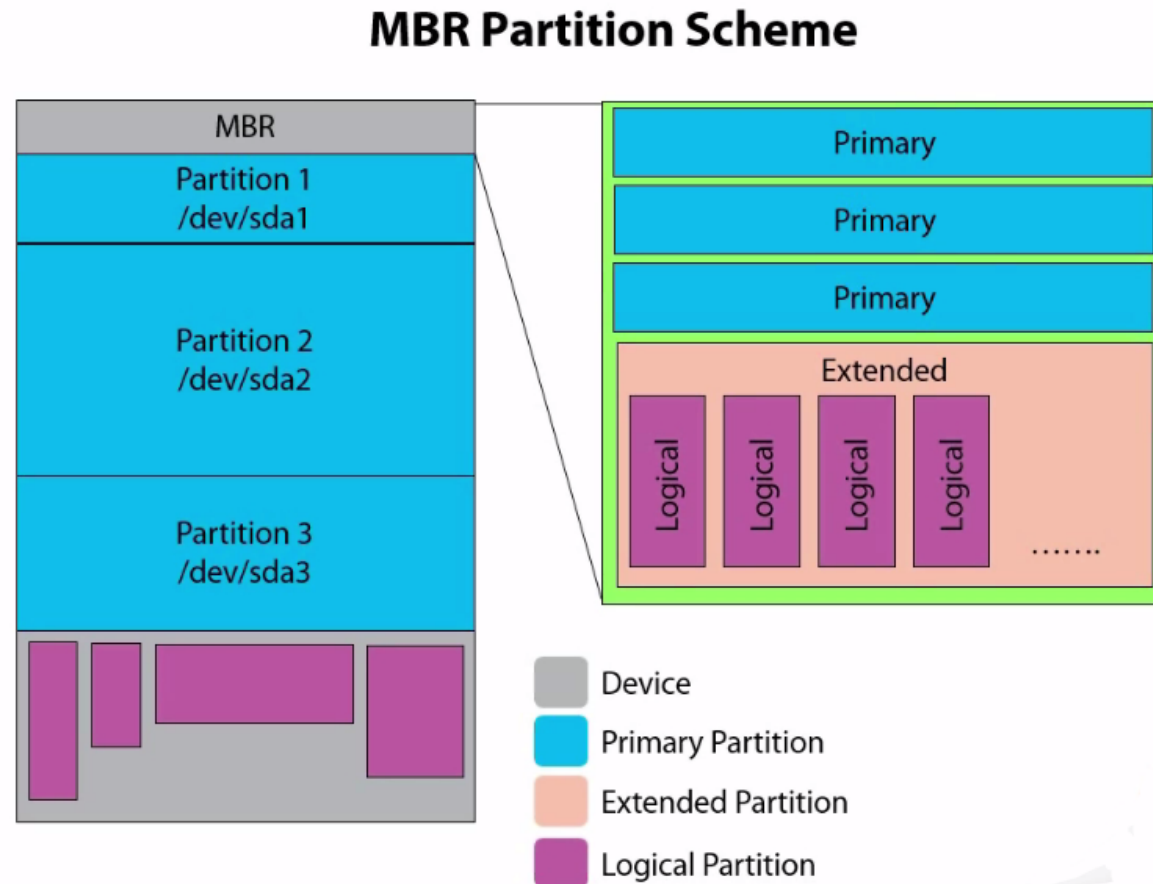 MBR Partition Scheme
MBR
Partition 1
/dev/sda1
Partition 2
/dev/sda2
Partition 3
/dev/sda3
Primary
Primary
Primary
Extended
Logical
Logical
Logical
Logical
.......
Device
Primary Partition
Extended Partition
Logical Partition